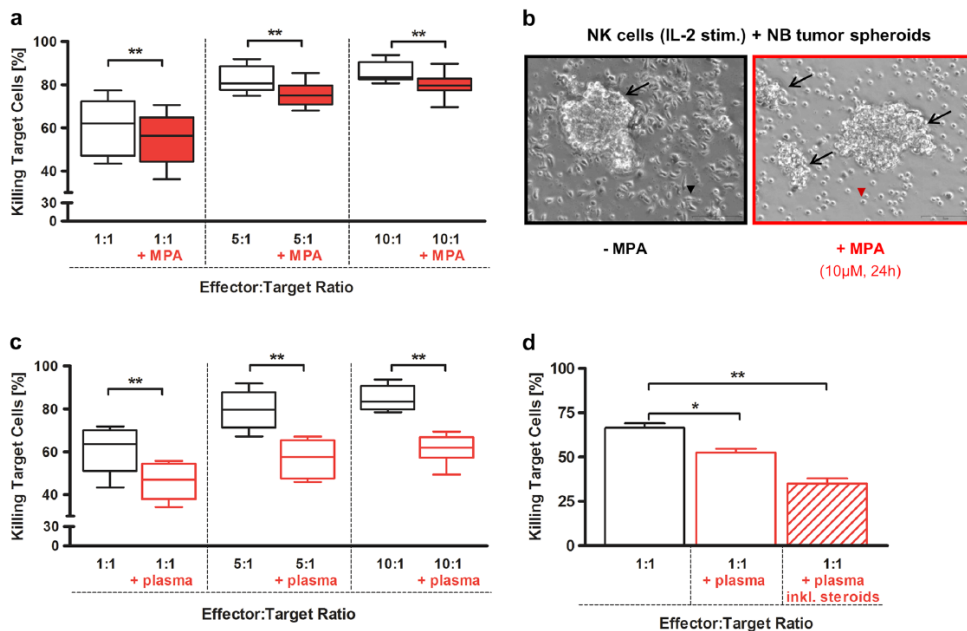 a
Killing Target Cells [%]
100
80
60
40
30
0
**
**
**
1:1
1:1
5:1
5:1
10:1
10:1
+ MPA
+ MPA
+ MPA
Effector:Target Ratio
b
NK cells (IL-2 stim.) + NB tumor spheroids
- MPA
+ MPA
(10µM, 24h)
c
Killing Target Cells [%]
100
80
60
40
30
0
**
**
**
1:1
1:1
5:1
5:1
10:1
10:1
+ plasma
+ plasma
+ plasma
Effector:Target Ratio
d
Killing Target Cells [%]
100
75
50
25
0
**
*
1:1
1:1
1:1
+ plasma
+ plasma
inkl. steroids
Effector:Target Ratio